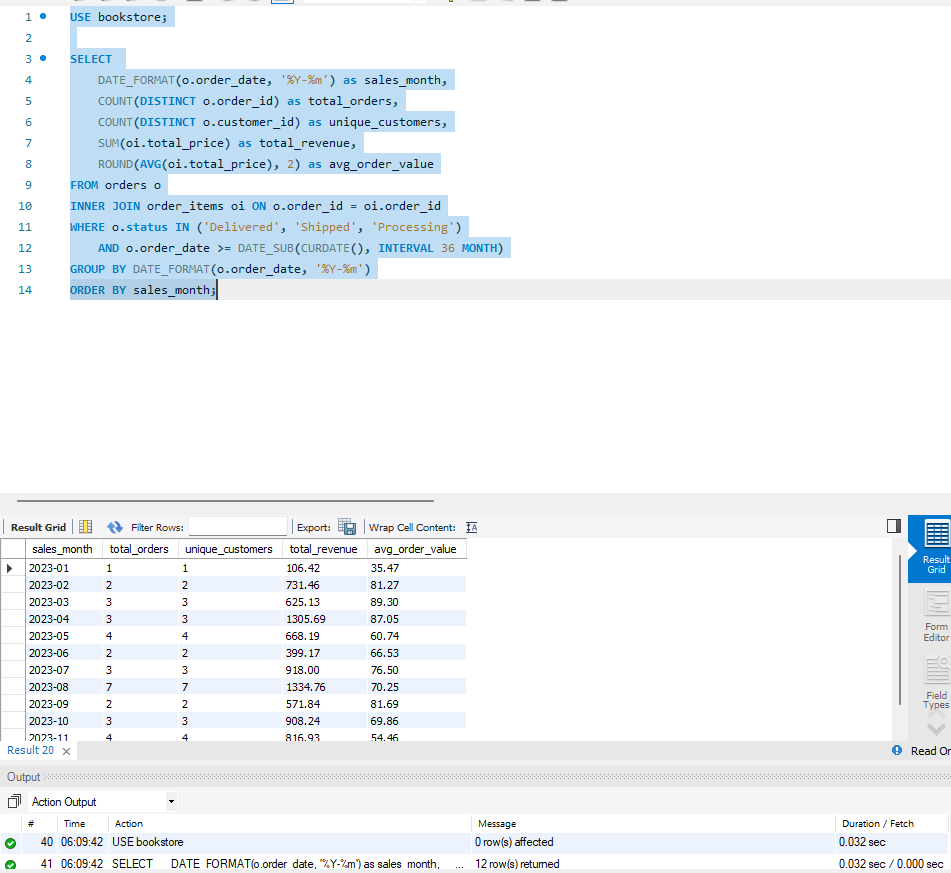 1 USE bookstore;
2
3 SELECT
4 DATE_FORMAT(o.order_date, '%Y-%m') as sales_month,
5 COUNT(DISTINCT o.order_id) as total_orders,
6 COUNT(DISTINCT o.customer_id) as unique_customers,
7 SUM(oi.total_price) as total_revenue,
8 ROUND(AVG(oi.total_price), 2) as avg_order_value
9 FROM orders o
10 INNER JOIN order_items oi ON o.order_id = oi.order_id
11 WHERE o.status IN ('Delivered', 'Shipped', 'Processing')
12 AND o.order_date >= DATE_SUB(CURDATE(), INTERVAL 36 MONTH)
13 GROUP BY DATE_FORMAT(o.order_date, '%Y-%m')
14 ORDER BY sales_month;
Result Grid Filter Rows: Export: Wrap Cell Content:
sales_month total_orders unique_customers total_revenue avg_order_value
2023-01 1 1 106.42 35.47
2023-02 2 2 731.46 81.27
2023-03 3 3 625.13 89.30
2023-04 3 3 1305.69 87.05
2023-05 4 4 668.19 60.74
2023-06 2 2 399.17 66.53
2023-07 3 3 918.00 76.50
2023-08 7 7 1334.76 70.25
2023-09 2 2 571.84 81.69
2023-10 3 3 908.24 69.86
2023-11 4 4 816.93 54.46
Result
Grid
Form
Editor
Field
Types
Result 20 Read Or
Output
Action Output
# Time Action Message Duration / Fetch
40 06:09:42 USE bookstore 0 row(s) affected 0.032 sec
41 06:09:42 SELECT DATE_FORMAT(o.order_date, '%Y-%m') as sales_month, ... 12 row(s) returned 0.032 sec / 0.000 sec